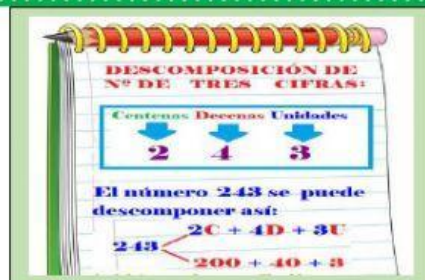 DESCOMPOSICIÓN DE
Nº DE TRES CIFRAS:
Centenas Decenas Unidades
2 4 3
El número 243 se puede
descomponer así:
2C + 4D + 3U
243
200 + 40 + 3